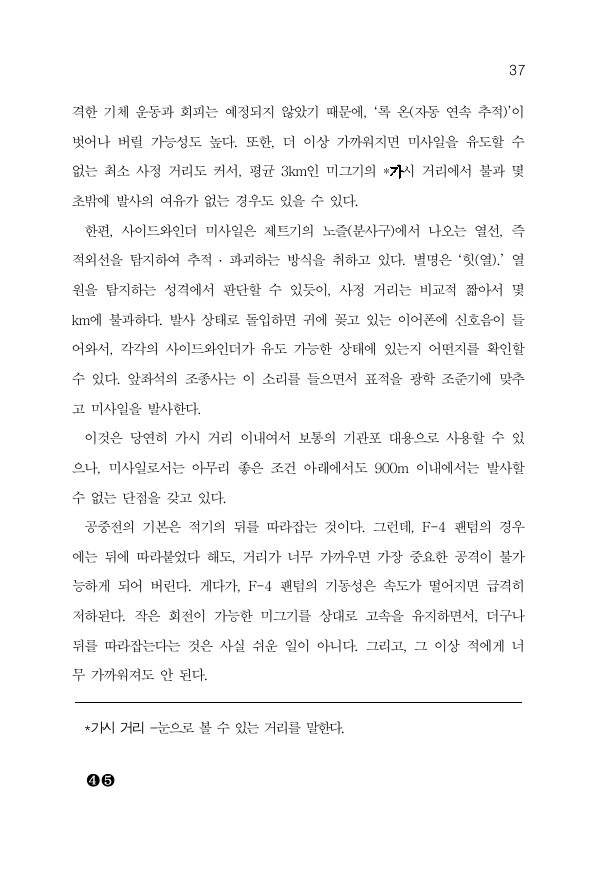 37
격한 기체 운동과 회피는 예정되지 않았기 때문에, ‘록 온(자동 연속 추적)’이
벗어나 버릴 가능성도 높다. 또한, 더 이상 가까워지면 미사일을 유도할 수
없는 최소 사정 거리도 커서, 평균 3km인 미그기의 *가시 거리에서 불과 몇
초밖에 발사의 여유가 없는 경우도 있을 수 있다.
한편, 사이드와인더 미사일은 제트기의 노즐(분사구)에서 나오는 열선, 즉
적외선을 탐지하여 추적 · 파괴하는 방식을 취하고 있다. 별명은 ‘힛(열).’ 열
원을 탐지하는 성격에서 판단할 수 있듯이, 사정 거리는 비교적 짧아서 몇
km에 불과하다. 발사 상태로 돌입하면 귀에 꽂고 있는 이어폰에 신호음이 들
어와서, 각각의 사이드와인더가 유도 가능한 상태에 있는지 어떤지를 확인할
수 있다. 앞좌석의 조종사는 이 소리를 들으면서 표적을 광학 조준기에 맞추
고 미사일을 발사한다.
이것은 당연히 가시 거리 이내여서 보통의 기관포 대용으로 사용할 수 있
으나, 미사일로서는 아무리 좋은 조건 아래에서도 900m 이내에서는 발사할
수 없는 단점을 갖고 있다.
공중전의 기본은 적기의 뒤를 따라잡는 것이다. 그런데, F-4 팬텀의 경우
에는 뒤에 따라붙었다 해도, 거리가 너무 가까우면 가장 중요한 공격이 불가
능하게 되어 버린다. 게다가, F-4 팬텀의 기동성은 속도가 떨어지면 급격히
저하된다. 작은 회전이 가능한 미그기를 상대로 고속을 유지하면서, 더구나
뒤를 따라잡는다는 것은 사실 쉬운 일이 아니다. 그리고, 그 이상 적에게 너
무 가까워져도 안 된다.
*가시 거리 -눈으로 볼 수 있는 거리를 말한다.
❹❺